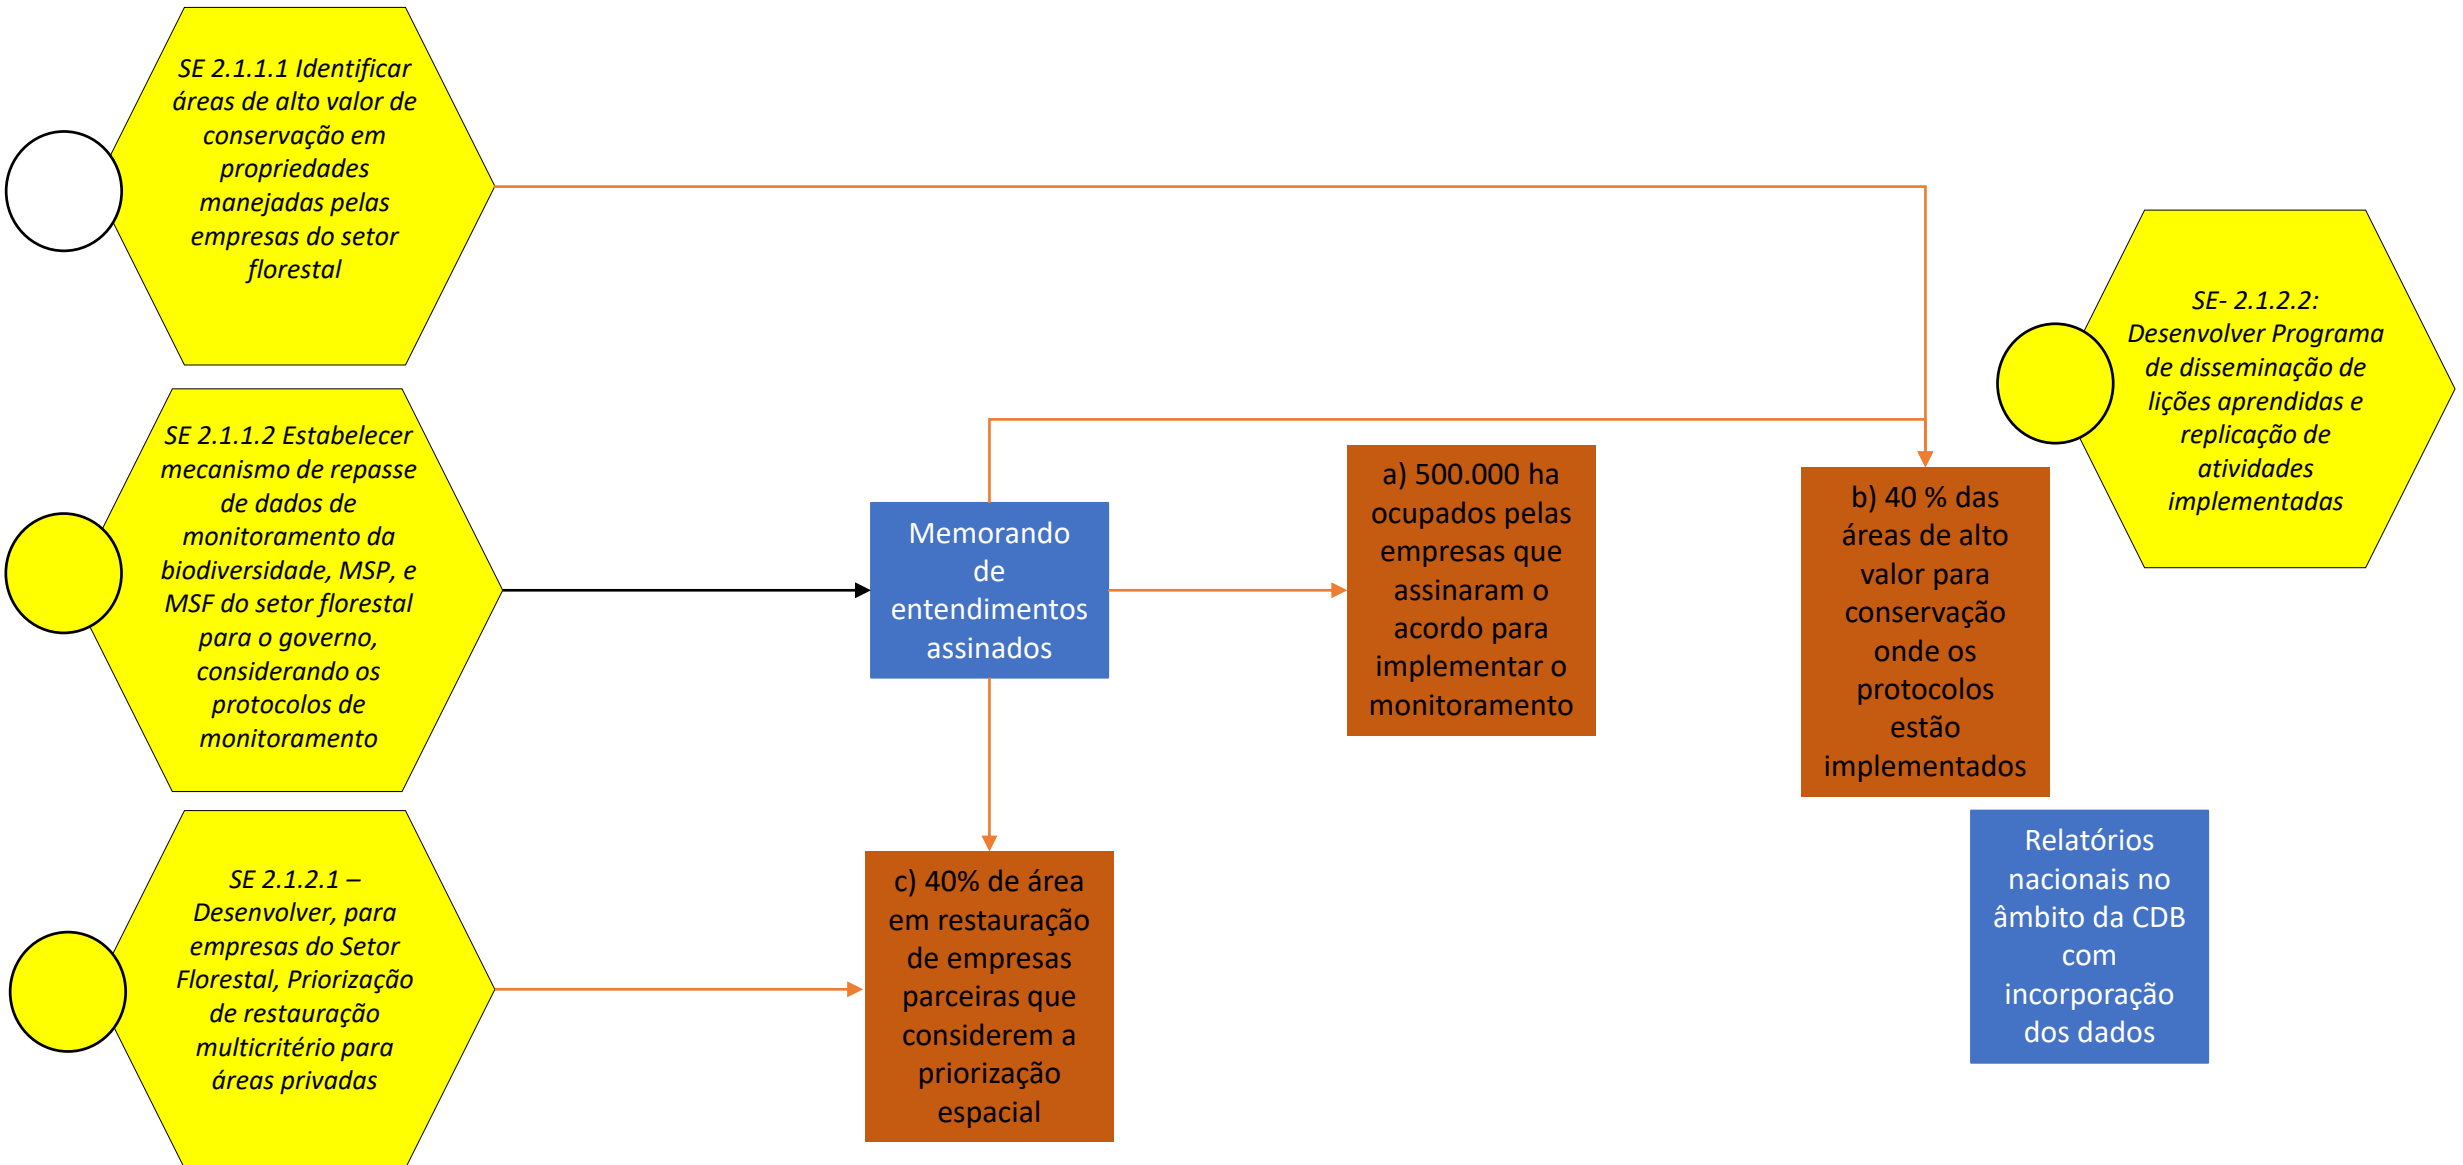 SE 2.1.1.1 Identificar
áreas de alto valor de
conservação em
propriedades
manejadas pelas
empresas do setor
florestal
SE 2.1.1.2 Estabelecer
mecanismo de repasse
de dados de
monitoramento da
biodiversidade, MSP, e
MSF do setor florestal
para o governo,
considerando os
protocolos de
monitoramento
SE 2.1.2.1 –
Desenvolver, para
empresas do Setor
Florestal, Priorização
de restauração
multicritério para
áreas privadas
Memorando
de
entendimentos
assinados
c) 40% de área
em restauração
de empresas
parceiras que
considerem a
priorização
espacial
a) 500.000 ha
ocupados pelas
empresas que
assinaram o
acordo para
implementar o
monitoramento
b) 40 % das
áreas de alto
valor para
conservação
onde os
protocolos
estão
implementados
SE- 2.1.2.2:
Desenvolver Programa
de disseminação de
lições aprendidas e
replicação de
atividades
implementadas
Relatórios
nacionais no
âmbito da CDB
com
incorporação
dos dados